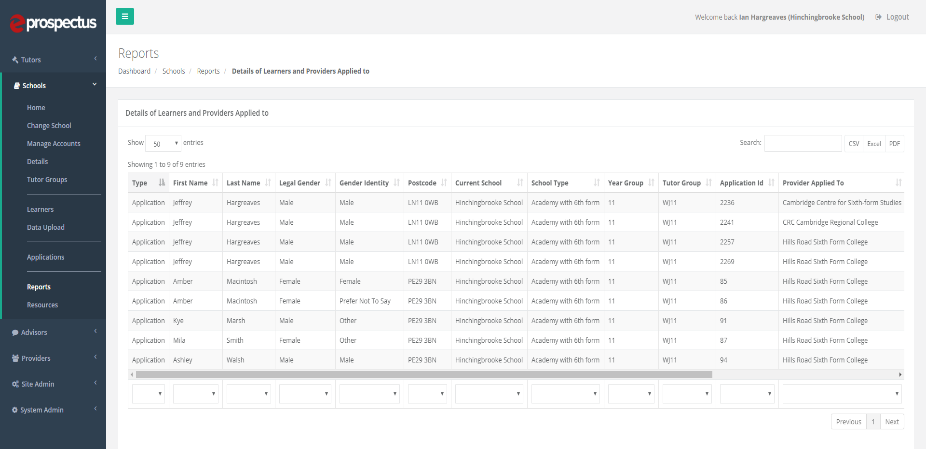 eprospectus
Welcome back Ian Hargreaves (Hinchingbrooke School) Logout
Tutors
Schools
Home
Change School
Manage Accounts
Details
Tutor Groups
Learners
Data Upload
Applications
Reports
Resources
Advisors
Providers
Site Admin
System Admin
Reports
Dashboard / Schools / Reports / Details of Learners and Providers Applied to
Details of Learners and Providers Applied to
Show 50 entries Search: CSV Excel PDF
Showing 1 to 9 of 9 entries
Type First Name Last Name Legal Gender Gender Identity Postcode Current School School Type Year Group Tutor Group Application Id Provider Applied To
Application Jeffrey Hargreaves Male Male LN11 0WB Hinchingbrooke School Academy with 6th form 11 WJ11 2236 Cambridge Centre for Sixth-form Studies
Application Jeffrey Hargreaves Male Male LN11 0WB Hinchingbrooke School Academy with 6th form 11 WJ11 2241 CRC Cambridge Regional College
Application Jeffrey Hargreaves Male Male LN11 0WB Hinchingbrooke School Academy with 6th form 11 WJ11 2257 Hills Road Sixth Form College
Application Jeffrey Hargreaves Male Male LN11 0WB Hinchingbrooke School Academy with 6th form 11 WJ11 2269 Hills Road Sixth Form College
Application Amber Macintosh Female Female PE29 3BN Hinchingbrooke School Academy with 6th form 11 WJ11 85 Hills Road Sixth Form College
Application Amber Macintosh Female Prefer Not To Say PE29 3BN Hinchingbrooke School Academy with 6th form 11 WJ11 86 Hills Road Sixth Form College
Application Kye Marsh Male Other PE29 3BN Hinchingbrooke School Academy with 6th form 11 WJ11 91 Hills Road Sixth Form College
Application Mila Smith Female Other PE29 3BN Hinchingbrooke School Academy with 6th form 11 WJ11 87 Hills Road Sixth Form College
Application Ashley Walsh Male Male PE29 3BN Hinchingbrooke School Academy with 6th form 11 WJ11 94 Hills Road Sixth Form College
Previous 1 Next